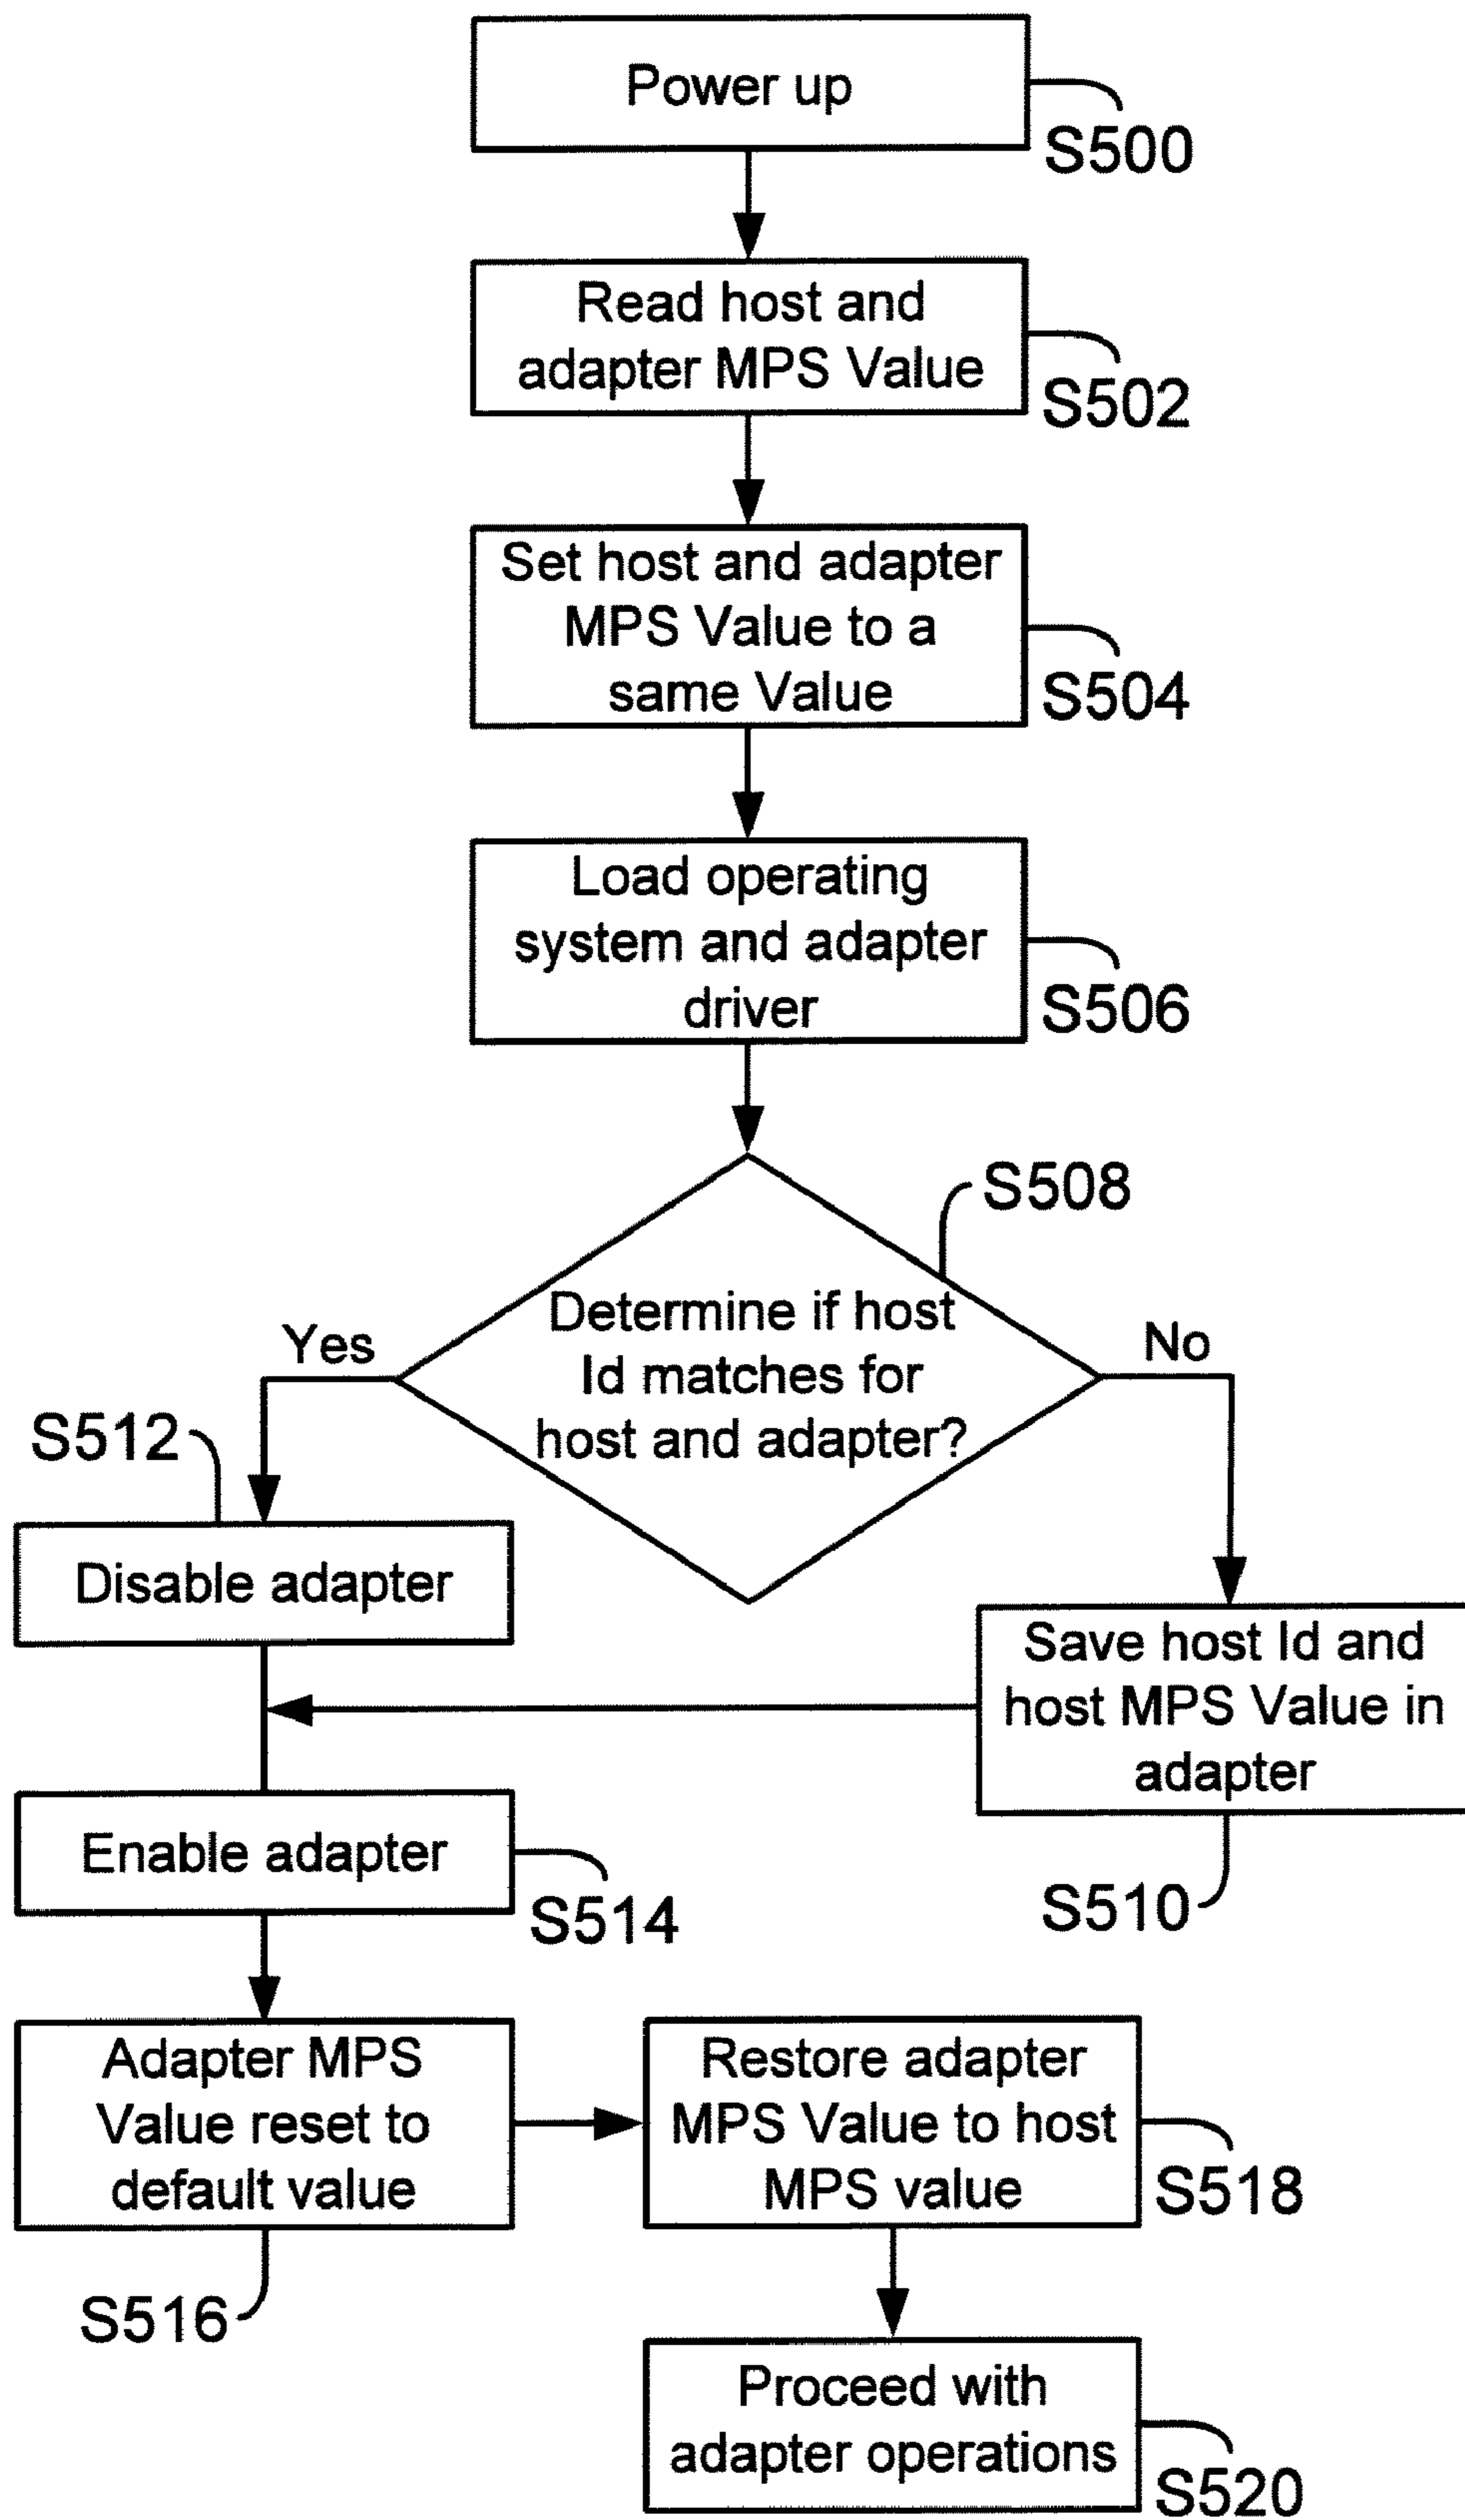 Power up
S500
Read host and
adapter MPS Value
S502
Set host and adapter
MPS Value to a
same Value
S504
Load operating
system and adapter
driver
S506
S508
Determine if host
Id matches for
host and adapter?
Yes
No
S512
Disable adapter
Save host Id and
host MPS Value in
adapter
S510
Enable adapter
S514
Adapter MPS
Value reset to
default value
S516
Restore adapter
MPS Value to host
MPS value
S518
Proceed with
adapter operations
S520